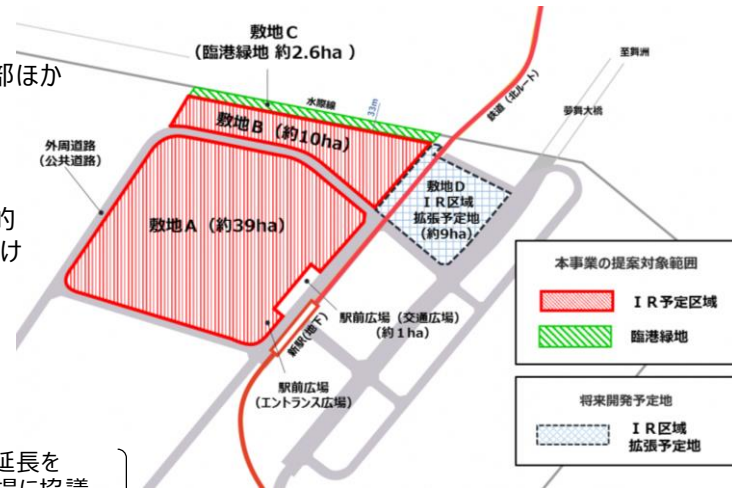 敷地C
(臨港緑地 約2.6ha )
部ほか
水際線
33m
鉄道(北ルート)
至舞洲
夢舞大橋
外周道路
(公共道路)
敷地B(約10ha)
敷地D
IR区域
拡張予定地
(約9ha)
的
け
敷地A(約39ha)
駅前広場(交通広場)
(約1ha)
新駅(地下)
駅前広場
(エントランス広場)
本事業の提案対象範囲
IR予定区域
臨港緑地
将来開発予定地
IR区域
拡張予定地
延長を
場に協議